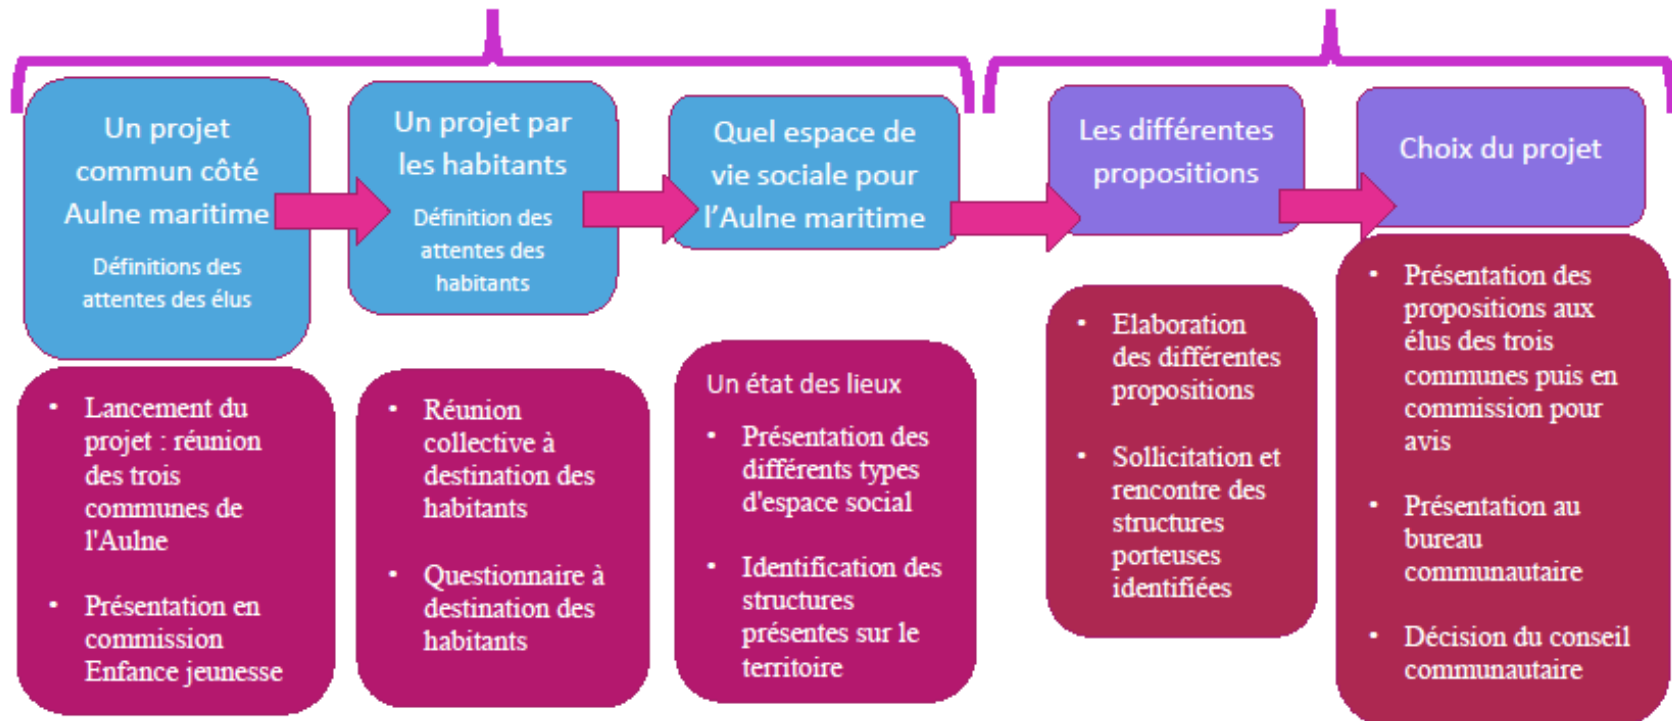 Un projet
commun côté
Aulne maritime
Définitions des
attentes des élus
Un projet par
les habitants
Définition des
attentes des
habitants
Quel espace de
vie sociale pour
l'Aulne maritime
Les différentes
propositions
Choix du projet
• Lancement du
projet : réunion
des trois
communes de
l'Aulne
• Présentation en
commission
Enfance jeunesse
• Réunion
collective à
destination des
habitants
• Questionnaire à
destination des
habitants
Un état des lieux
• Présentation des
différents types
d'espace social
• Identification des
structures
présentes sur le
territoire
• Elaboration
des différentes
propositions
• Sollicitation et
rencontre des
structures
porteuses
identifiées
• Présentation des
propositions aux
élus des trois
communes puis en
commission pour
avis
• Présentation au
bureau
communautaire
• Décision du conseil
communautaire